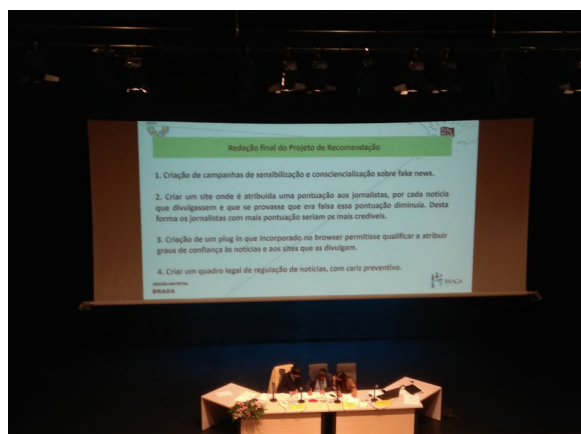 Redação final do Projeto de Recomendação
1. Criação de campanhas de sensibilização e consciencialização sobre fake news.
2. Criar um site onde é atribuída uma pontuação aos jornalistas, por cada notícia
que divulgassem e que se provasse que era falsa essa pontuação diminuía. Desta
forma os jornalistas com mais pontuação seriam os mais credíveis.
3. Criação de um plug in que incorporado no browser permitisse qualificar e atribuir
graus de confiança às notícias e aos sites que as divulgam.
4. Criar um quadro legal de regulação de notícias, com cariz preventivo.
SESSÃO DISTRITAL
BRAGA
BRAGA